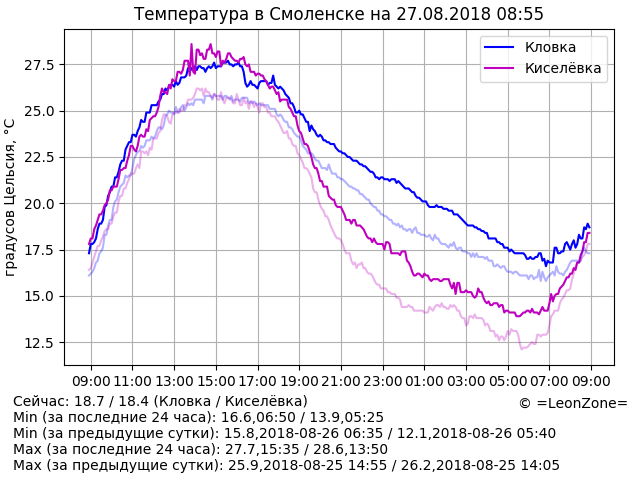 Температура в Смоленске на 27.08.2018 08:55
градусов Цельсия, °C
27.5
25.0
22.5
20.0
17.5
15.0
12.5
Кловка
Киселёвка
09:00 11:00 13:00 15:00 17:00 19:00 21:00 23:00 01:00 03:00 05:00 07:00 09:00
Сейчас: 18.7 / 18.4 (Кловка / Киселёвка)
© =LeonZone=
Min (за последние 24 часа): 16.6,06:50 / 13.9,05:25
Min (за предыдущие сутки): 15.8,2018-08-26 06:35 / 12.1,2018-08-26 05:40
Max (за последние 24 часа): 27.7,15:35 / 28.6,13:50
Max (за предыдущие сутки): 25.9,2018-08-25 14:55 / 26.2,2018-08-25 14:05